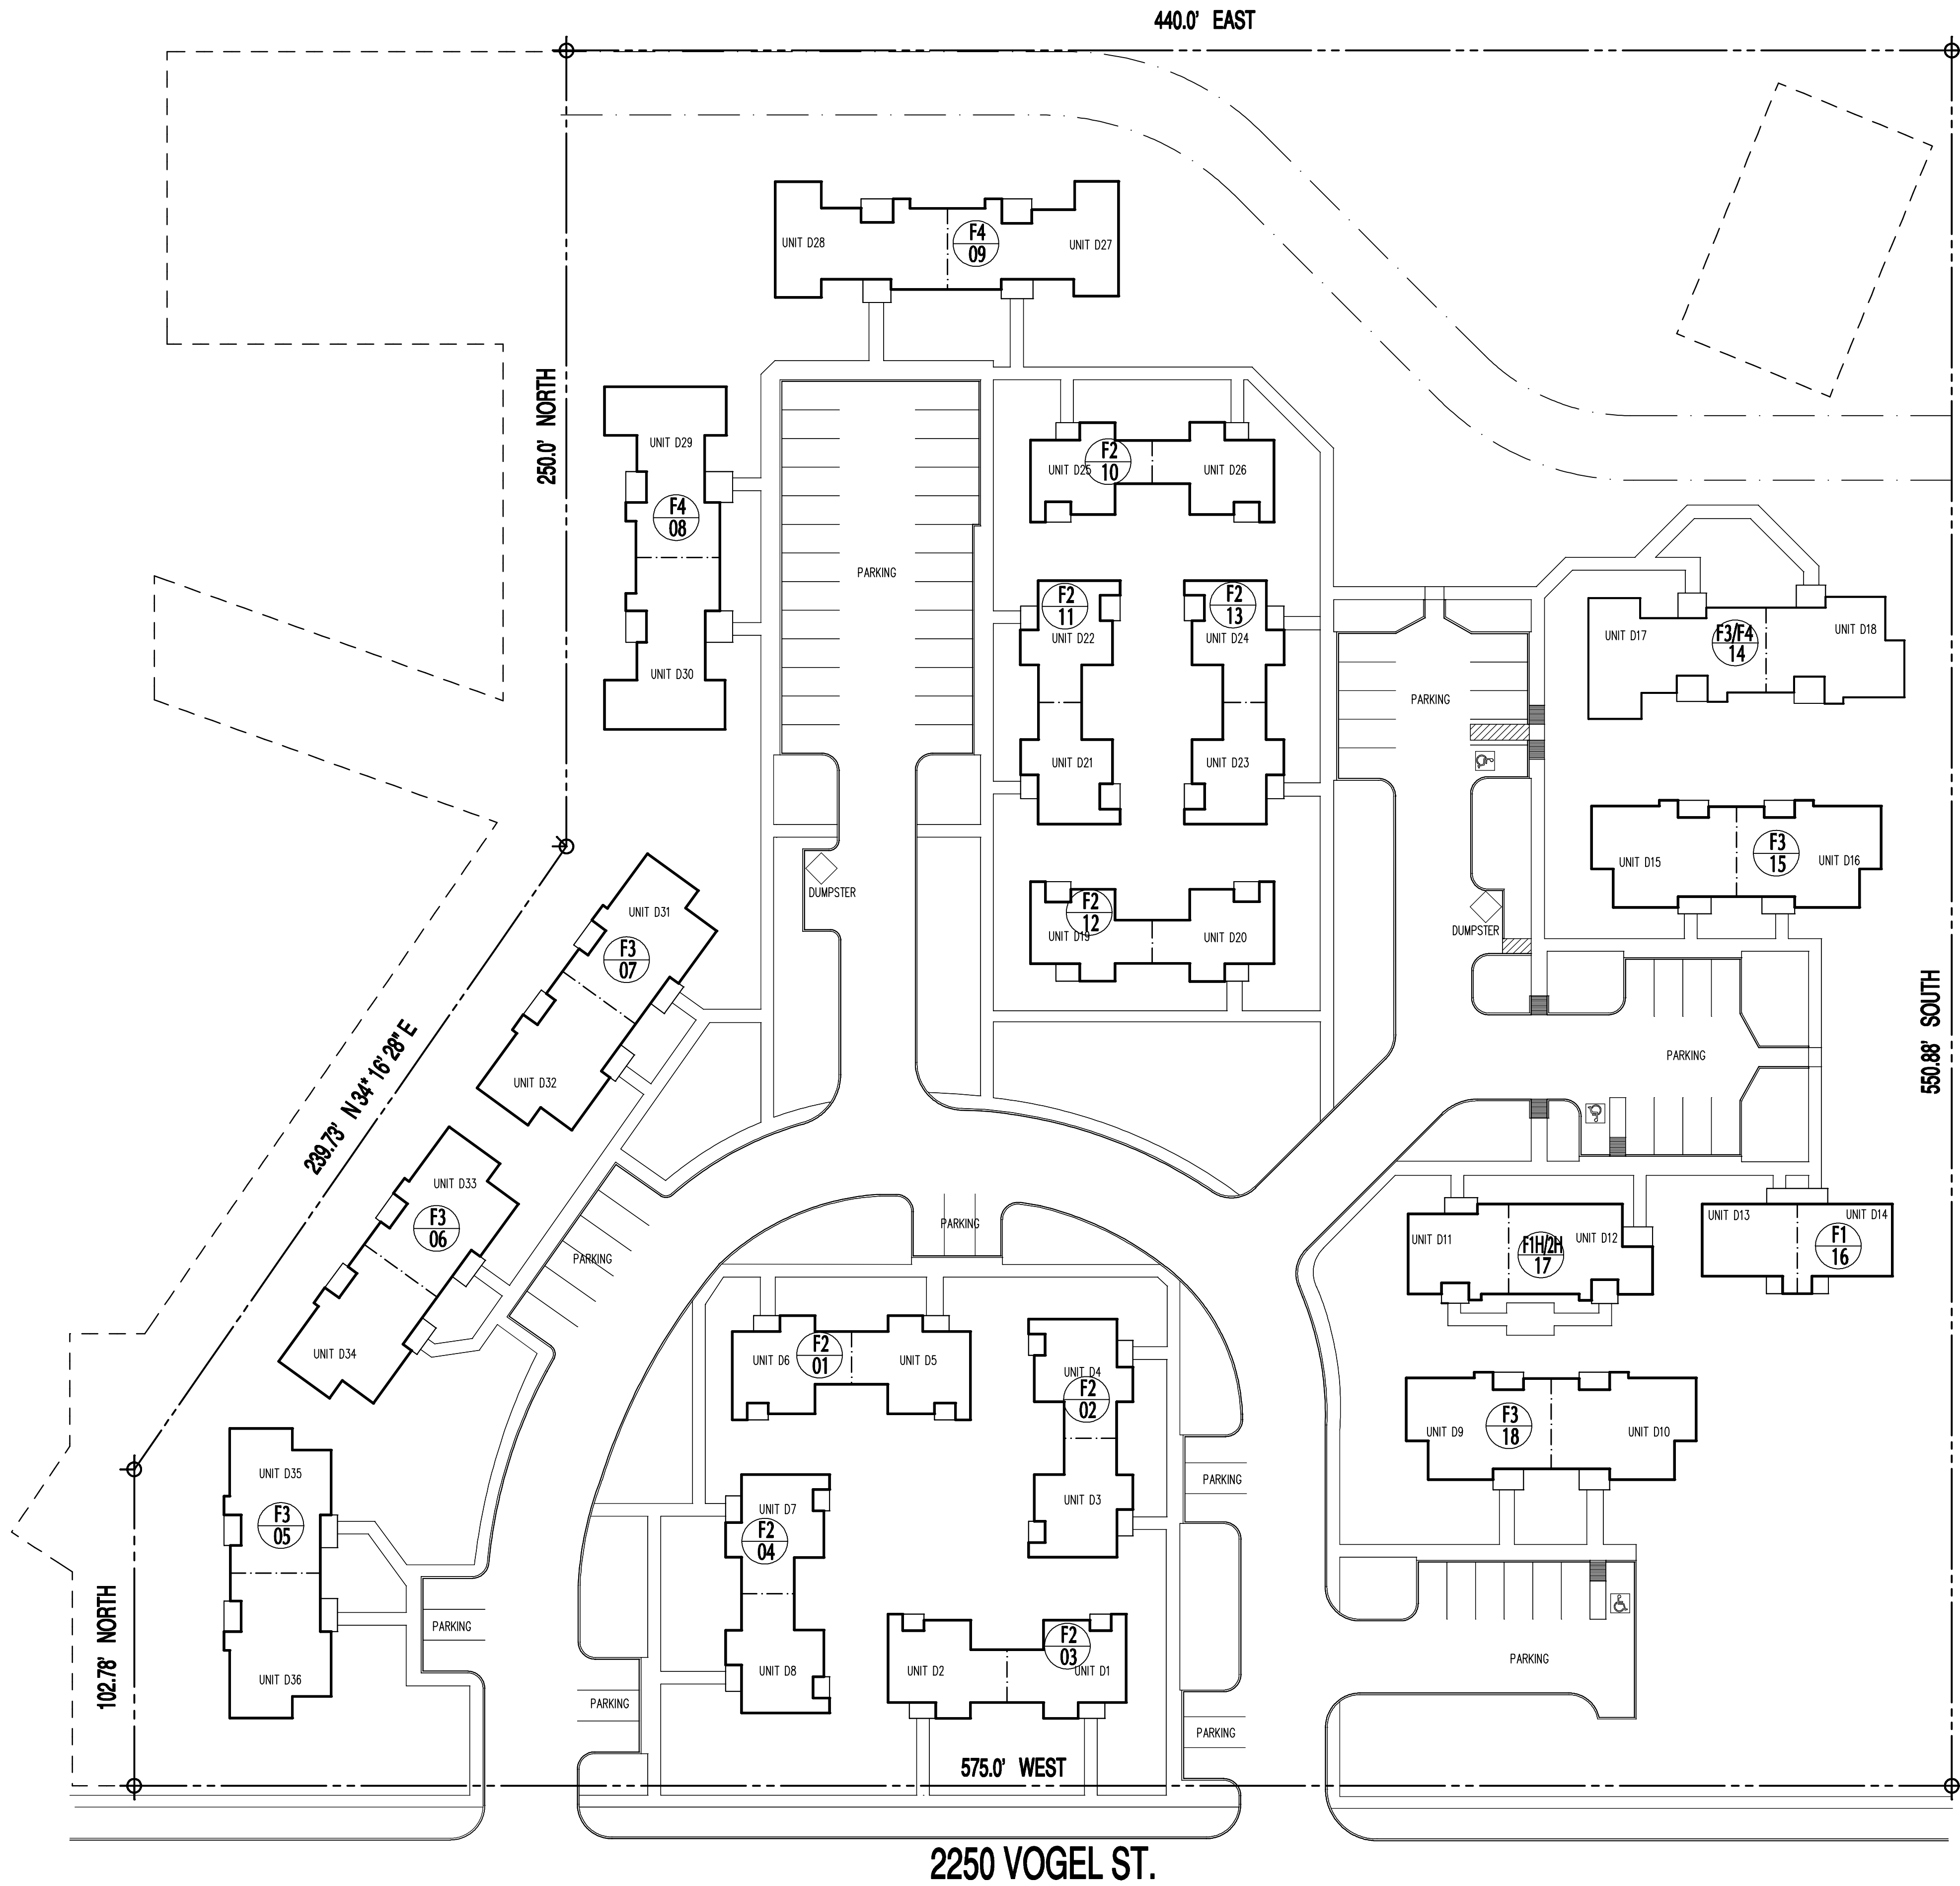 440.0' EAST
UNIT D28
F4
09
UNIT D27
250.0' NORTH
UNIT D29
F4
08
UNIT D30
PARKING
UNIT D25
F2
10
UNIT D26
F2
11
UNIT D22
UNIT D21
F2
13
UNIT D24
UNIT D23
PARKING
UNIT D17
F3/F4
14
UNIT D18
UNIT D15
F3
15
UNIT D16
DUMPSTER
F2
12
UNIT D19
UNIT D20
DUMPSTER
UNIT D31
F3
07
UNIT D32
239.73' N 34° 16' 28" E
550.88' SOUTH
PARKING
UNIT D33
F3
06
UNIT D34
PARKING
PARKING
UNIT D11
F1H/2H
17
UNIT D12
UNIT D13
UNIT D14
F1
16
UNIT D6
F2
01
UNIT D5
UNIT D4
F2
02
UNIT D3
UNIT D9
F3
18
UNIT D10
UNIT D35
F3
05
UNIT D36
UNIT D7
F2
04
UNIT D8
PARKING
102.78' NORTH
PARKING
PARKING
UNIT D2
F2
03
UNIT D1
PARKING
PARKING
575.0' WEST
2250 VOGEL ST.